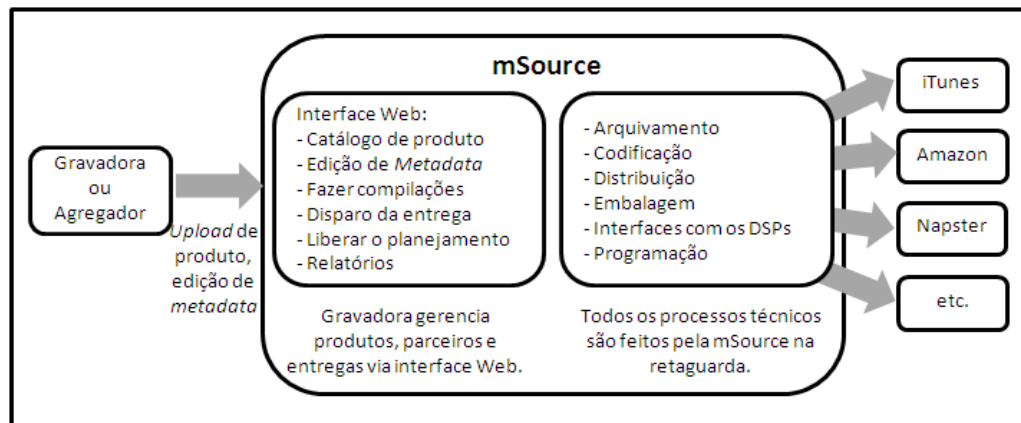 mSource
Gravadora
ou
Agregador
Upload de
produto,
edição de
metadata
Interface Web:
- Catálogo de produto
- Edição de Metadata
- Fazer compilações
- Disparo da entrega
- Liberar o planejamento
- Relatórios
Gravadora gerencia
produtos, parceiros e
entregas via interface Web.
- Arquivamento
- Codificação
- Distribuição
- Embalagem
- Interfaces com os DSPs
- Programação
Todos os processos técnicos
são feitos pela mSource na
retaguarda.
iTunes
Amazon
Napster
etc.